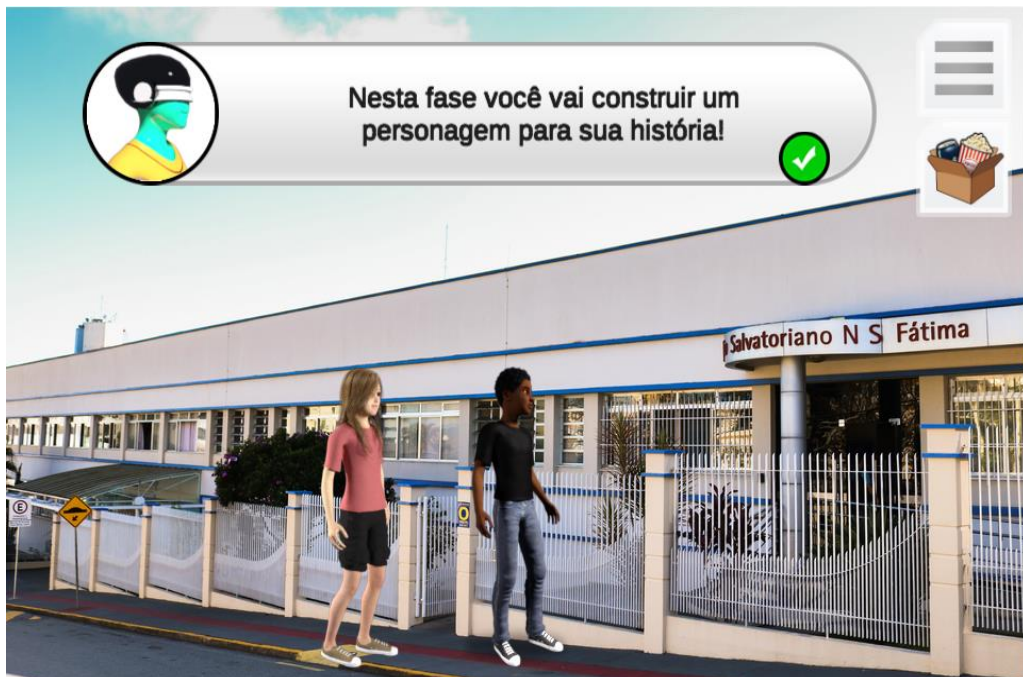 Nesta fase você vai construir um
personagem para sua história!
Salvatoriano N S Fátima
E